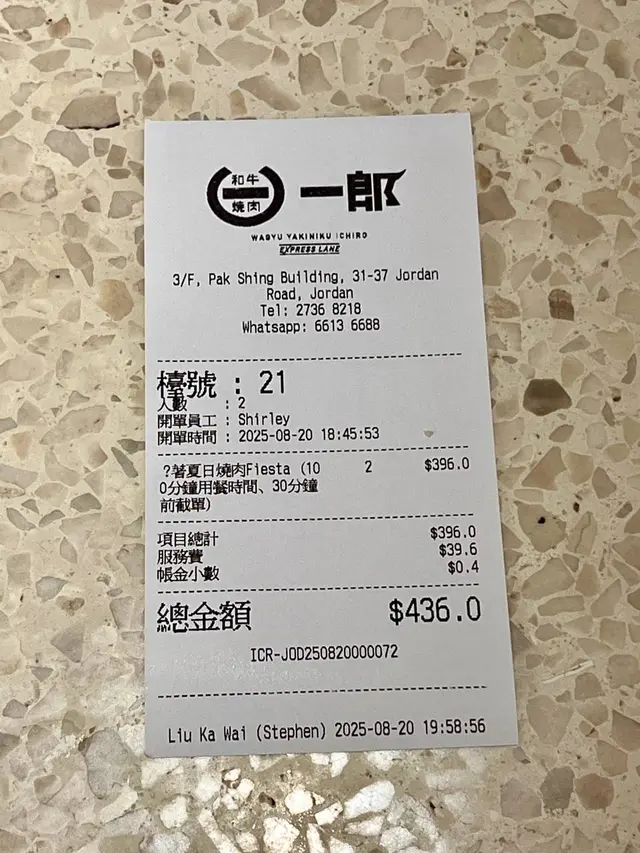 和牛
燒肉
一郎
WAGYU YAKINIKU ICHIRO
EXPRESS LANE
3/F, Pak Shing Building, 31-37 Jordan
Road, Jordan
Tel: 2736 8218
Whatsapp: 6613 6688
檯號 : 21
人數 : 2
開單員工 : Shirley
開單時間 : 2025-08-20 18:45:53
?著夏日燒肉Fiesta (10 2 $396.0
0分鐘用餐時間、30分鐘
前截單)
項目總計 $396.0
服務費 $39.6
帳金小數 $0.4
總金額 $436.0
ICR-JOD250820000072
Liu Ka Wai (Stephen) 2025-08-20 19:58:56